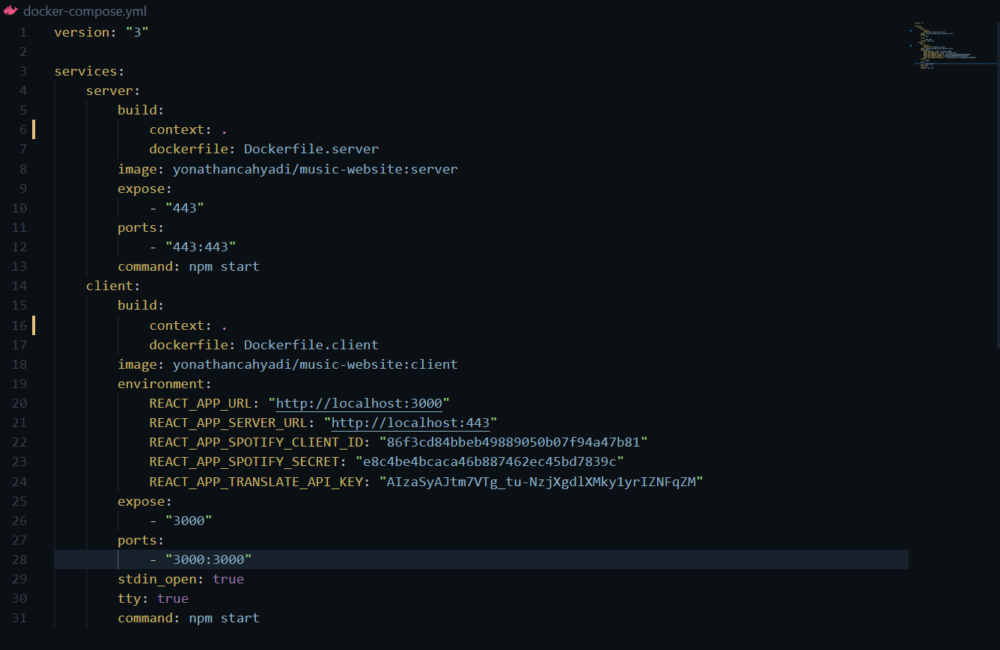 docker-compose.yml
1 version: "3"
2
3 services:
4 server:
5 build:
6 context: .
7 dockerfile: Dockerfile.server
8 image: yonathancahyadi/music-website:server
9 expose:
10 - "443"
11 ports:
12 - "443:443"
13 command: npm start
14 client:
15 build:
16 context: .
17 dockerfile: Dockerfile.client
18 image: yonathancahyadi/music-website:client
19 environment:
20 REACT_APP_URL: "http://localhost:3000"
21 REACT_APP_SERVER_URL: "http://localhost:443"
22 REACT_APP_SPOTIFY_CLIENT_ID: "86f3cd84bbeb49889050b07f94a47b81"
23 REACT_APP_SPOTIFY_SECRET: "e8c4be4bcaca46b887462ec45bd7839c"
24 REACT_APP_TRANSLATE_API_KEY: "AIzaSyAJtm7VTg_tu-NzjXgdlXMky1yrIZNFqZM"
25 expose:
26 - "3000"
27 ports:
28 - "3000:3000"
29 stdin_open: true
30 tty: true
31 command: npm start